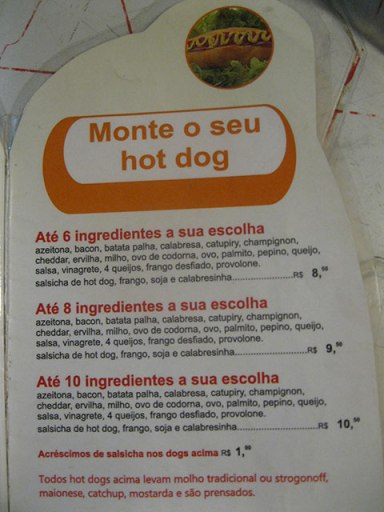 Monte o seu
hot dog
Até 6 ingredientes a sua escolha
azeitona, bacon, batata palha, calabresa, catupiry, champignon,
cheddar, ervilha, milho, ovo de codorna, ovo, palmito, pepino, queijo,
salsa, vinagrete, 4 queijos, frango desfiado, provolone.
salsicha de hot dog, frango, soja e calabresinha......................R$ 8,50
Até 8 ingredientes a sua escolha
azeitona, bacon, batata palha, calabresa, catupiry, champignon,
cheddar, ervilha, milho, ovo de codorna, ovo, palmito, pepino, queijo,
salsa, vinagrete, 4 queijos, frango desfiado, provolone.
salsicha de hot dog, frango, soja e calabresinha..........................R$ 9,50
Até 10 ingredientes a sua escolha
azeitona, bacon, batata palha, calabresa, catupiry, champignon,
cheddar, ervilha, milho, ovo de codorna, ovo, palmito, pepino, queijo,
salsa, vinagrete, 4 queijos, frango desfiado, provolone.
salsicha de hot dog, frango, soja e calabresinha.............................R$ 10,50
Acréscimos de salsicha nos dogs acima R$ 1,50
Todos hot dogs acima levam molho tradicional ou strogonoff,
maionese, catchup, mostarda e são prensados.